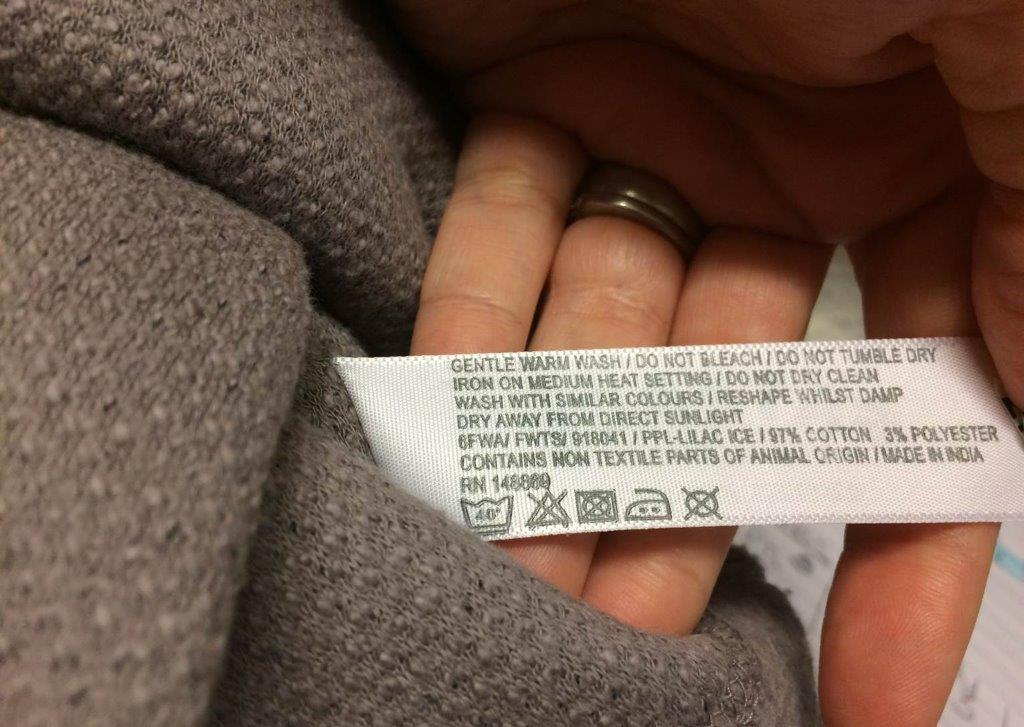 GENTLE WARM WASH / DO NOT BLEACH / DO NOT TUMBLE DRY
IRON ON MEDIUM HEAT SETTING / DO NOT DRY CLEAN
WASH WITH SIMILAR COLOURS / RESHAPE WHILST DAMP
DRY AWAY FROM DIRECT SUNLIGHT
6FWA/ FWTS/ 918041 / PPL-LILAC ICE / 97% COTTON 3% POLYESTER
CONTAINS NON TEXTILE PARTS OF ANIMAL ORIGIN / MADE IN INDIA
RN
40°